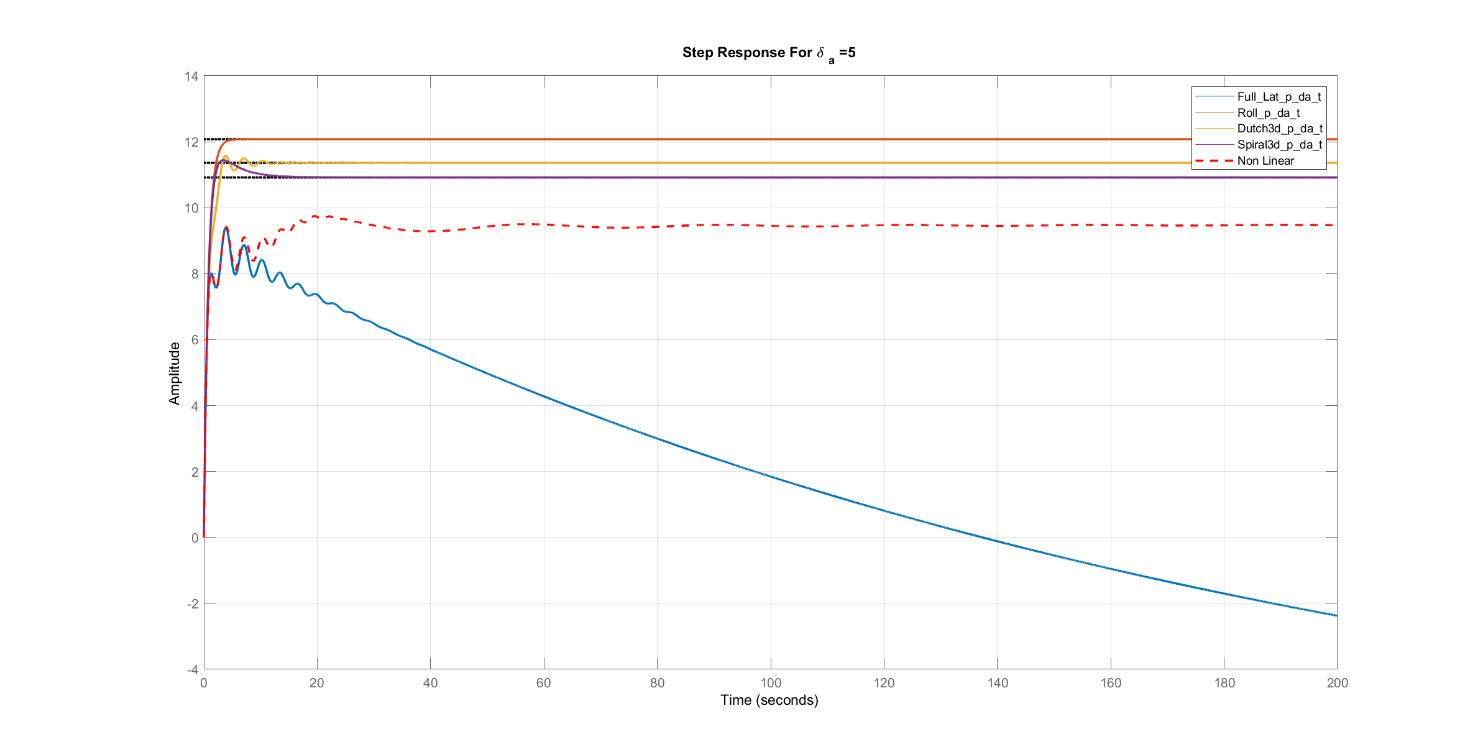 Step Response For δ a =5
14
12
10
8
6
4
2
0
-2
-4
Amplitude
0 20 40 60 80 100 120 140 160 180 200
Time (seconds)
Full_Lat_p_da_t
Roll_p_da_t
Dutch3d_p_da_t
Spiral3d_p_da_t
Non Linear